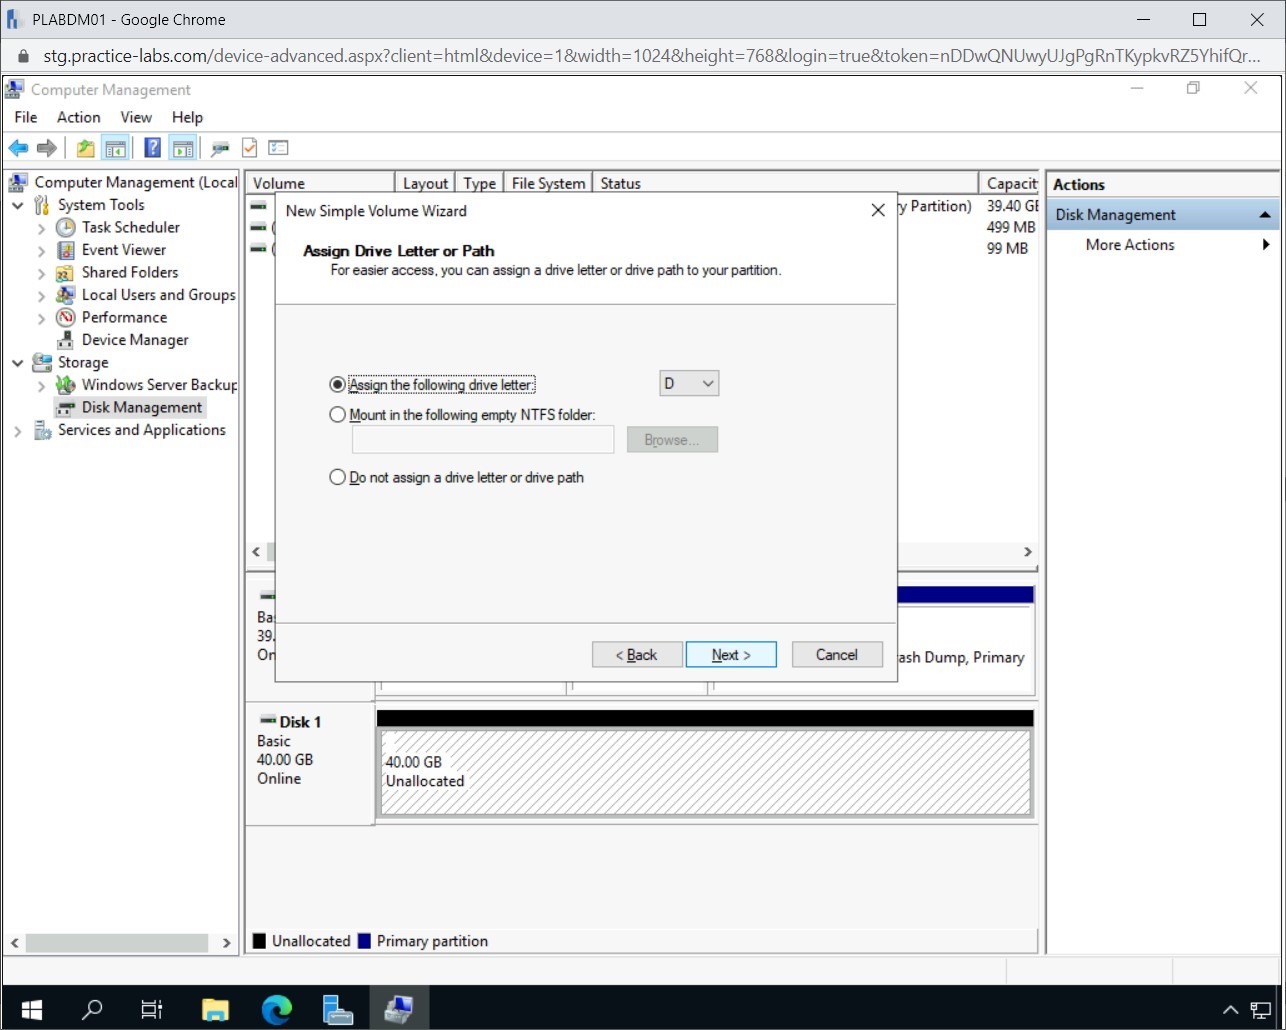 PLABDM01 - Google Chrome
stg.practice-labs.com/device-advanced.aspx?client=html&device=1&width=1024&height=768&login=true&token=nDDwQNUwyUJgPgRnTKypkvRZ5YhifQr...
Computer Management
File Action View Help
Computer Management (Local
System Tools
Task Scheduler
Event Viewer
Shared Folders
Local Users and Groups
Performance
Device Manager
Storage
Windows Server Backup
Disk Management
Services and Applications
Volume Layout Type File System Status Capacit
y Partition) 39.40 GB
499 MB
99 MB
New Simple Volume Wizard
Assign Drive Letter or Path
For easier access, you can assign a drive letter or drive path to your partition.
Assign the following drive letter: D
Mount in the following empty NTFS folder:
Browse...
Do not assign a drive letter or drive path
< Back Next > Cancel
Ba
39.
On
ash Dump, Primary
Disk 1
Basic
40.00 GB
Online
40.00 GB
Unallocated
Unallocated Primary partition
Actions
Disk Management
More Actions